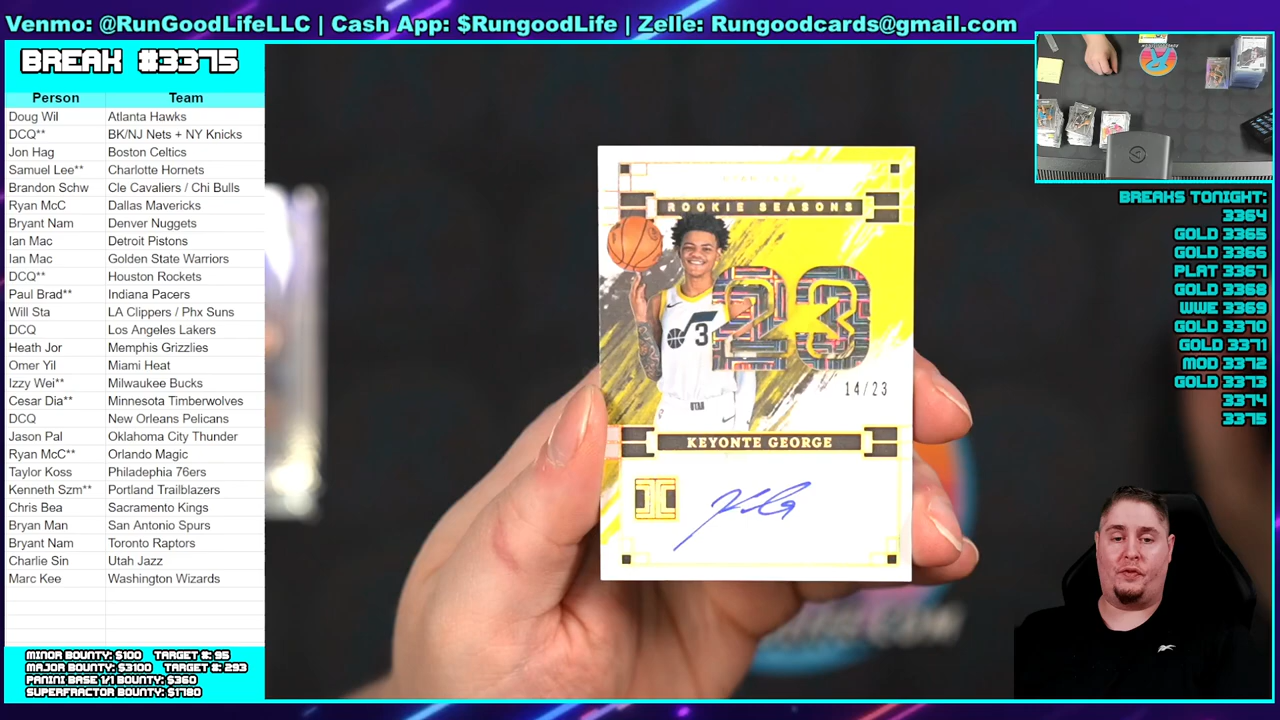 Venmo: @RunGoodLifeLLC | Cash App: $RungoodLife | Zelle: Rungoodcards@gmail.com
BREAK #3375
Person Team
Doug Wil Atlanta Hawks
DCQ** BK/NJ Nets + NY Knicks
Jon Hag Boston Celtics
Samuel Lee** Charlotte Hornets
Brandon Schw Cle Cavaliers / Chi Bulls
Ryan McC Dallas Mavericks
Bryant Nam Denver Nuggets
Ian Mac Detroit Pistons
Ian Mac Golden State Warriors
DCQ** Houston Rockets
Paul Brad** Indiana Pacers
Will Sta LA Clippers / Phx Suns
DCQ Los Angeles Lakers
Heath Jor Memphis Grizzlies
Omer Yil Miami Heat
Izzy Wei** Milwaukee Bucks
Cesar Dia** Minnesota Timberwolves
DCQ New Orleans Pelicans
Jason Pal Oklahoma City Thunder
Ryan McC** Orlando Magic
Taylor Koss Philadephia 76ers
Kenneth Szm** Portland Trailblazers
Chris Bea Sacramento Kings
Bryan Man San Antonio Spurs
Bryant Nam Toronto Raptors
Charlie Sin Utah Jazz
Marc Kee Washington Wizards
MINOR BOUNTY: $100 TARGET #: 95
MAJOR BOUNTY: $3100 TARGET #: 293
PANINI BASE 1/1 BOUNTY: $360
SUPERFRACTOR BOUNTY: $1780
ROOKIE SEASONS
23
3
UTAH
14/23
KEYONTE GEORGE
BREAKS TONIGHT:
3364
GOLD 3365
GOLD 3366
PLAT 3367
GOLD 3368
WWE 3369
GOLD 3370
GOLD 3371
MOD 3372
GOLD 3373
3374
3375